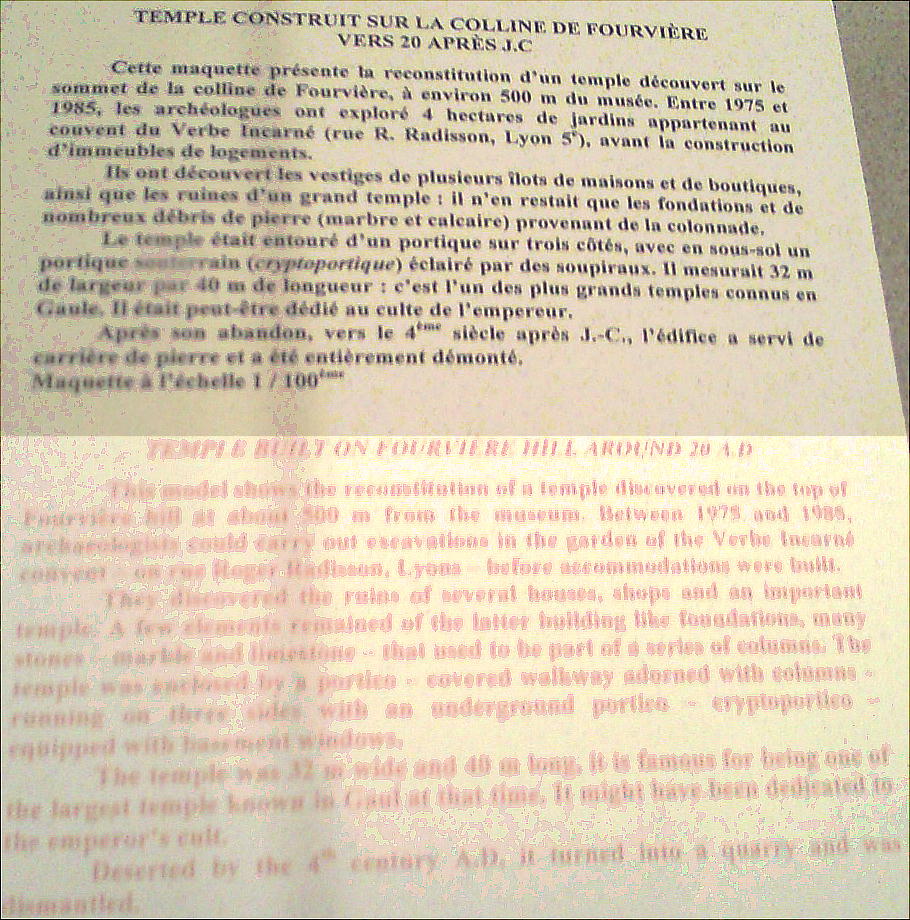 TEMPLE CONSTRUIT SUR LA COLLINE DE FOURVIÈRE
VERS 20 APRÈS J.C
Cette maquette présente la reconstitution d'un temple découvert sur le
sommet de la colline de Fourvière, à environ 500 m du musée. Entre 1975 et
1985, les archéologues ont exploré 4 hectares de jardins appartenant au
couvent du Verbe Incarné (rue R. Radisson, Lyon 5e), avant la construction
d'immeubles de logements.
Ils ont découvert les vestiges de plusieurs îlots de maisons et de boutiques,
ainsi que les ruines d'un grand temple : il n'en restait que les fondations et de
nombreux débris de pierre (marbre et calcaire) provenant de la colonnade.
Le temple était entouré d'un portique sur trois côtés, avec en sous-sol un
portique souterrain (cryptoportique) éclairé par des soupiraux. Il mesurait 32 m
de largeur par 40 m de longueur : c'est l'un des plus grands temples connus en
Gaule. Il était peut-être dédié au culte de l'empereur.
Après son abandon, vers le 4ème siècle après J.-C., l'édifice a servi de
carrière de pierre et a été entièrement démonté.
Maquette à l'échelle 1 / 100ème
TEMPLE BUILT ON FOURVIÈRE HILL AROUND 20 A.D
This model shows the reconstitution of a temple discovered on the top of
Fourvière hill at about 500 m from the museum. Between 1975 and 1985,
archaeologists could carry out excavations in the garden of the Verbe Incarné
convent – on rue Roger Radisson, Lyons – before accommodations were built.
They discovered the ruins of several houses, shops and an important
temple. A few elements remained of the latter building like foundations, many
stones – marble and limestone – that used to be part of a series of columns. The
temple was enclosed by a portico – covered walkway adorned with columns –
running on three sides with an underground portico – cryptoportico –
equipped with basement windows.
The temple was 32 m wide and 40 m long, it is famous for being one of
the largest temple known in Gaul at that time. It might have been dedicated to
the emperor's cult.
Deserted by the 4th century A.D, it turned into a quarry and was
dismantled.